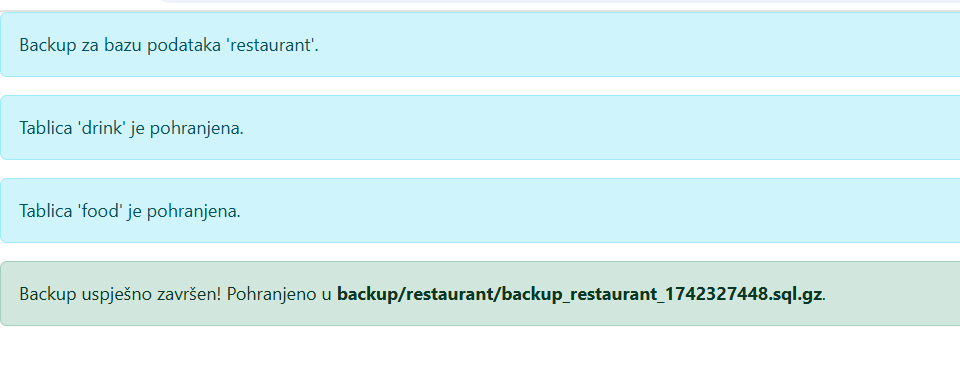 Backup za bazu podataka 'restaurant'.
Tablica 'drink' je pohranjena.
Tablica 'food' je pohranjena.
Backup uspješno završen! Pohranjeno u backup/restaurant/backup_restaurant_1742327448.sql.gz.